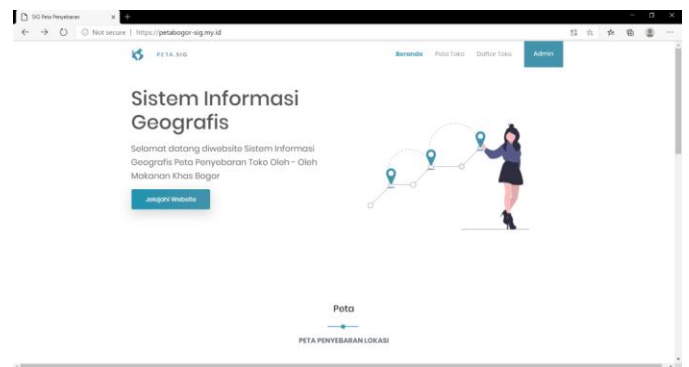 SIG Peta Penyebaran
Not secure | https://petabogor-sig.my.id
PETA.SIG
Beranda Peta Toko Daftar Toko Admin
Sistem Informasi
Geografis
Selamat datang diwebsite Sistem Informasi
Geografis Peta Penyebaran Toko Oleh - Oleh
Makanan Khas Bogor
Jelajahi Website
Peta
PETA PENYEBARAN LOKASI